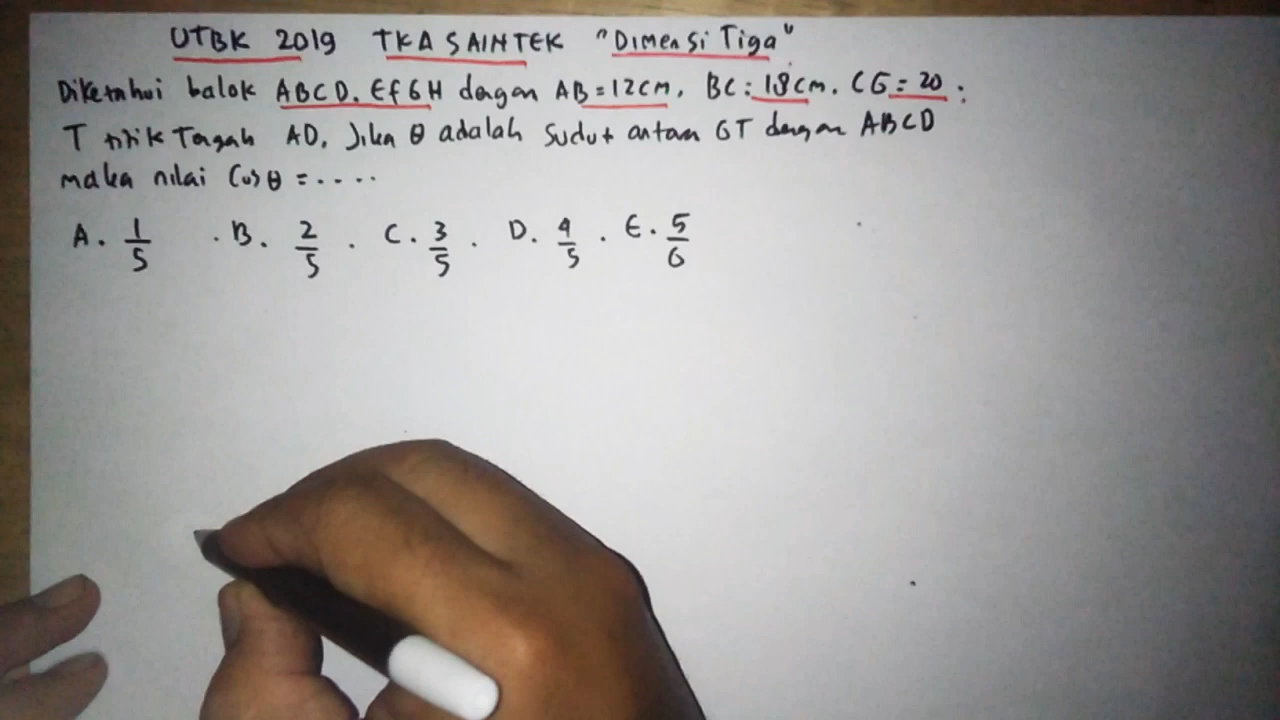 UTBK 2019 TKA SAINTEK "Dimensi Tiga"
Diketahui balok ABCD.EFGH dengan AB=12cm, BC: 18cm. CG=20.
T titik Tengah AD, Jika θ adalah Sudut antara GT dengan ABCD
maka nilai Cos θ = ....
A. 1/5 . B. 2/5 . C. 3/5 . D. 4/5 . E. 5/6